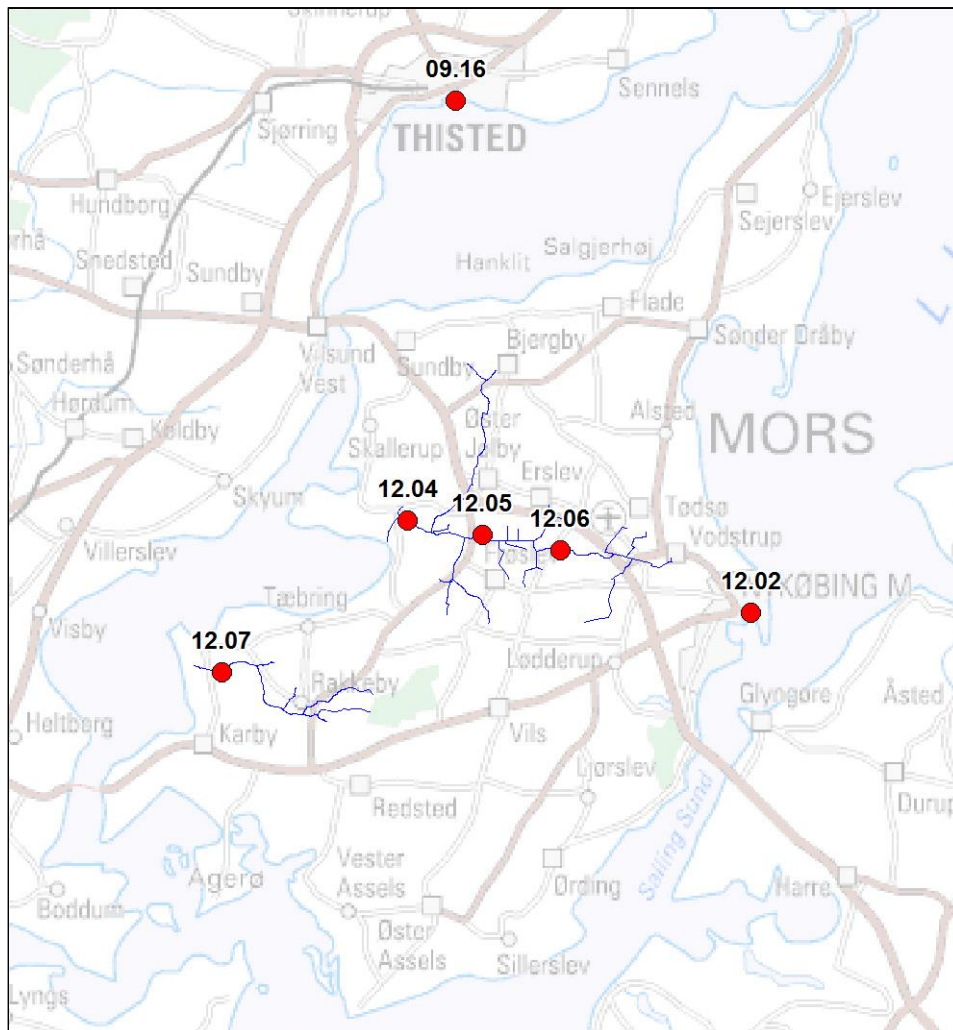 09.16
Sennels
Sjørring
THISTED
Hundborg
Ejerslev
Sejerslev
Salgjerhøj
Snedsted
Hanklit
Sundby
Flade
Vilsund
Vest
Bjergby
Sønder Dråby
Sønderhå
Sundby
Hørdum
Koldby
Øster
Jølby
Alsted
MORS
Skallerup
Skyum
Erslev
12.04
12.05
12.06
Tødsø
Villerslev
Vodstrup
Tæbring
12.02
KØBING M
Visby
12.07
Lødderup
Rakkeby
Glyngøre
Åsted
Heltberg
Karby
Vils
Ljørslev
Redsted
Durup
Salling Sund
Vester
Assels
Agerø
Ørding
Harre
Boddum
Øster
Assels
Sillerslev
Lyngs